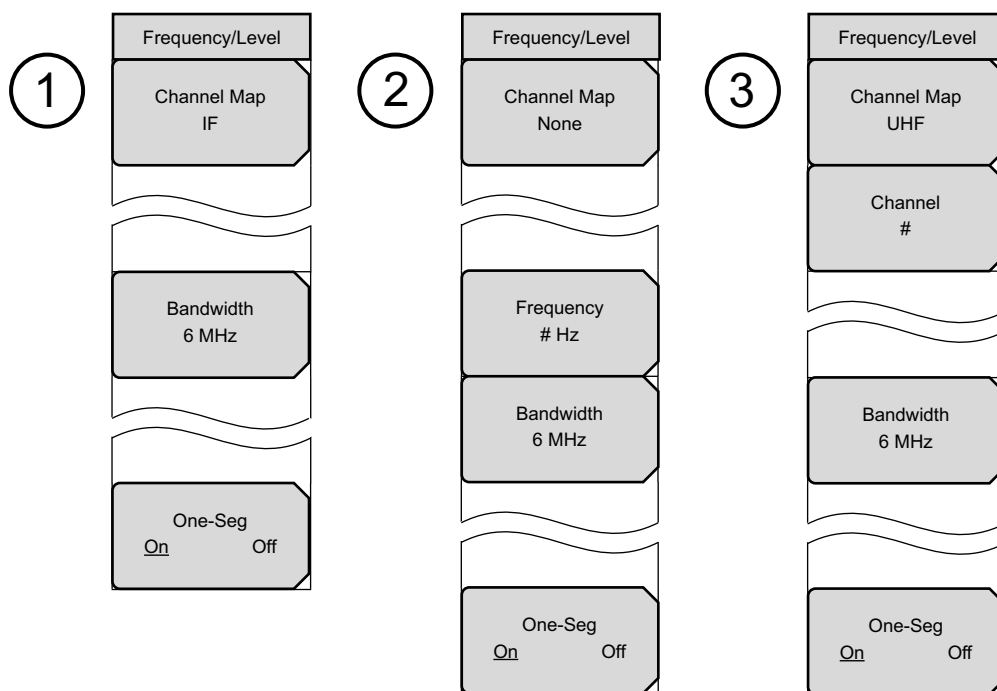 1
Frequency/Level
Channel Map
IF
Bandwidth
6 MHz
One-Seg
On Off
2
Frequency/Level
Channel Map
None
Frequency
# Hz
Bandwidth
6 MHz
One-Seg
On Off
3
Frequency/Level
Channel Map
UHF
Channel
#
Bandwidth
6 MHz
One-Seg
On Off